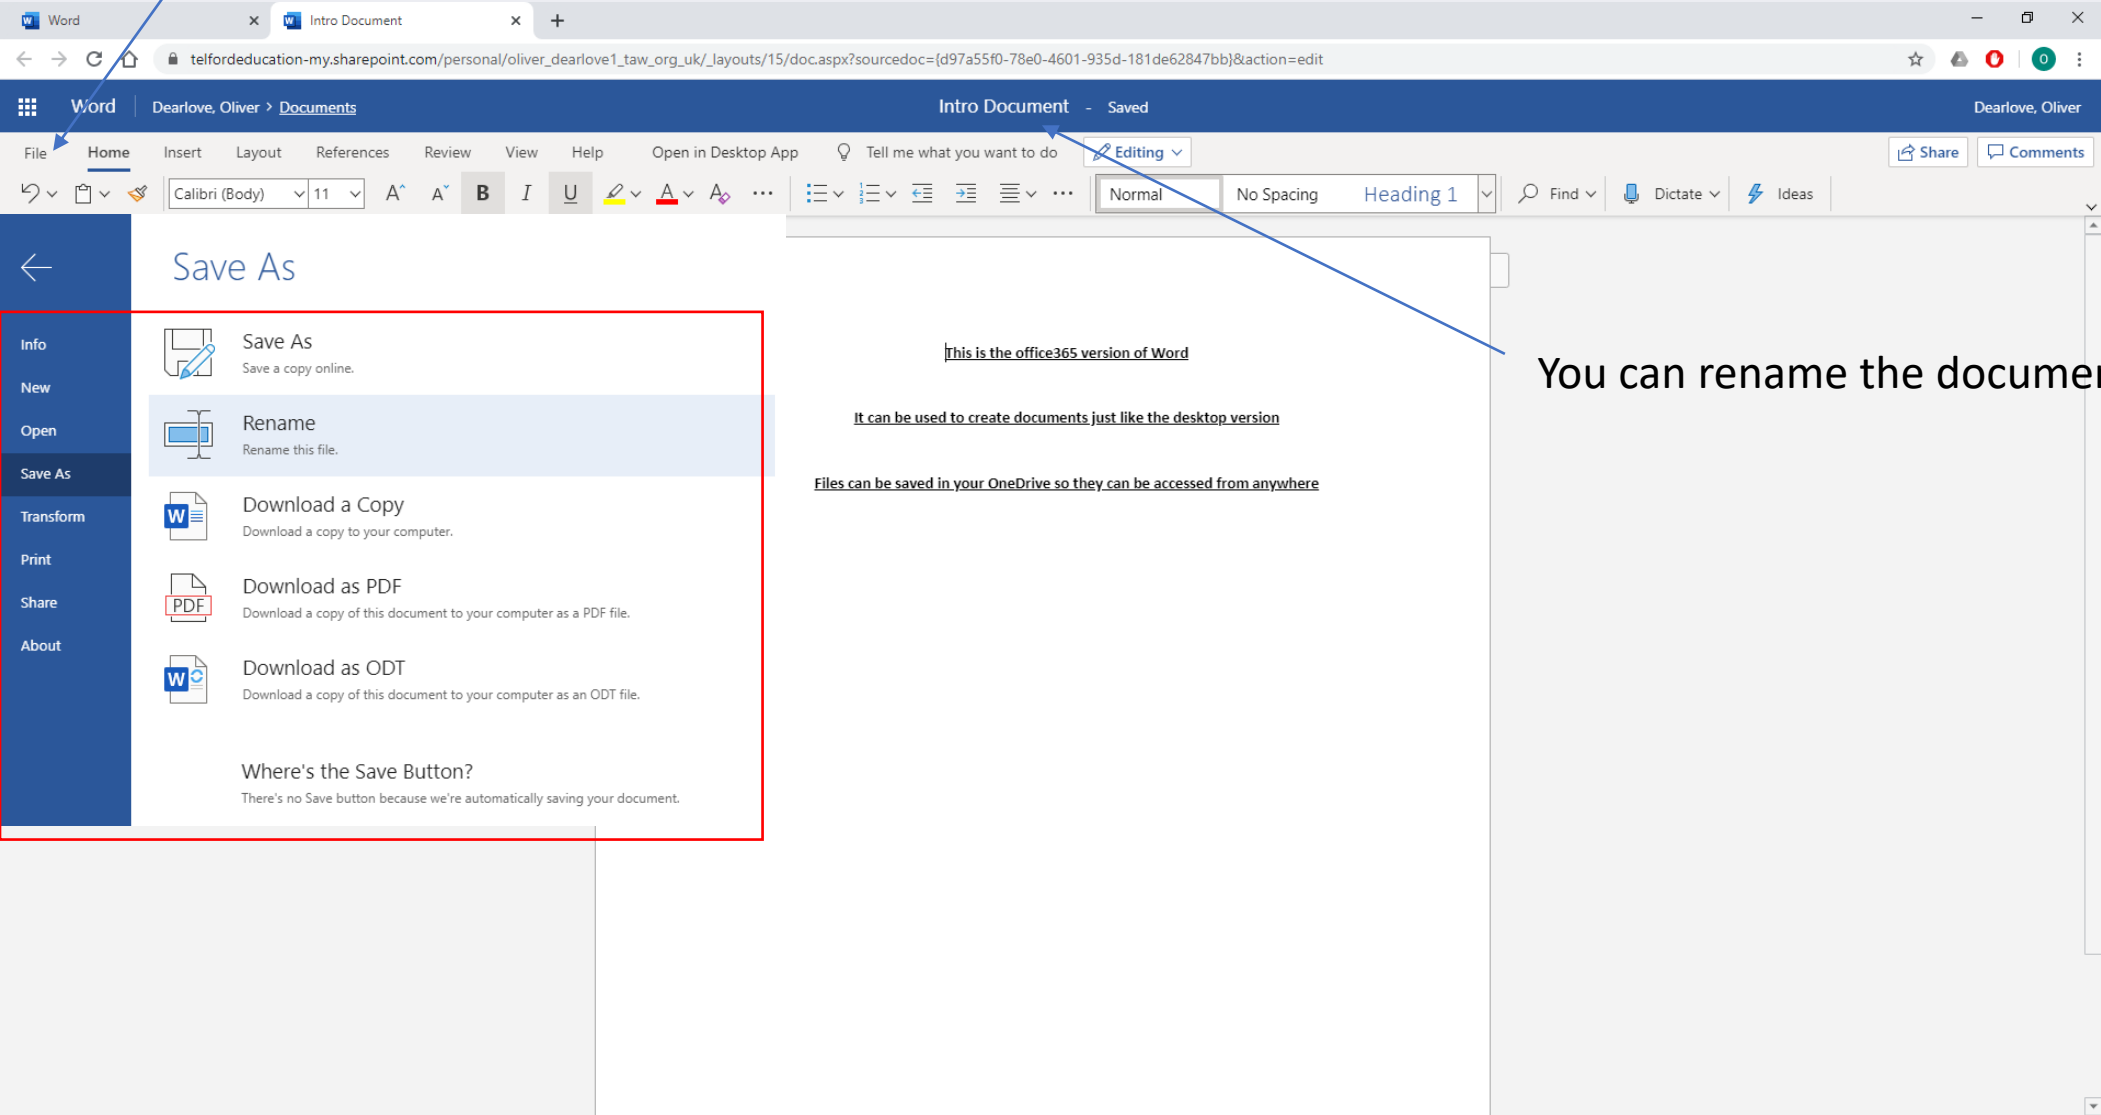 Word
Intro Document
telfordeducation-my.sharepoint.com/personal/oliver_dearlove1_taw_org_uk/_layouts/15/doc.aspx?sourcedoc={d97a55f0-78e0-4601-935d-181de62847bb}&action=edit
O
Word Dearlove, Oliver > Documents Intro Document - Saved Dearlove, Oliver
File Home Insert Layout References Review View Help Open in Desktop App Tell me what you want to do Editing Share Comments
Calibri (Body) 11 A A B I U A A Normal No Spacing Heading 1 Find Dictate Ideas
Save As
Info
New
Open
Save As
Transform
Print
Share
About
Save As
Save a copy online.
Rename
Rename this file.
Download a Copy
Download a copy to your computer.
PDF
Download as PDF
Download a copy of this document to your computer as a PDF file.
Download as ODT
Download a copy of this document to your computer as an ODT file.
Where's the Save Button?
There's no Save button because we're automatically saving your document.
This is the office365 version of Word
It can be used to create documents just like the desktop version
Files can be saved in your OneDrive so they can be accessed from anywhere
You can rename the